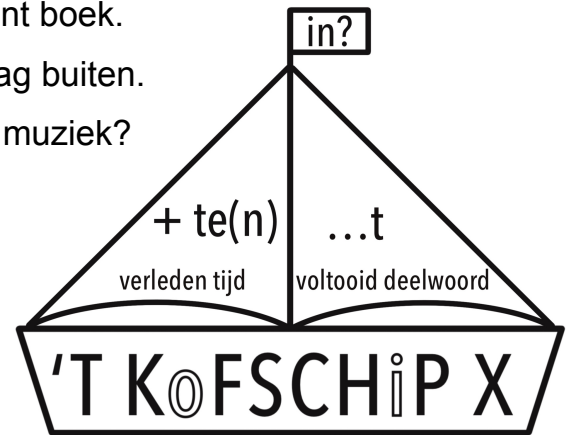 nt boek.
in?
ag buiten.
muziek?
+ te(n) ...t
verleden tijd voltooid deelwoord
'T KoFSCHiP X